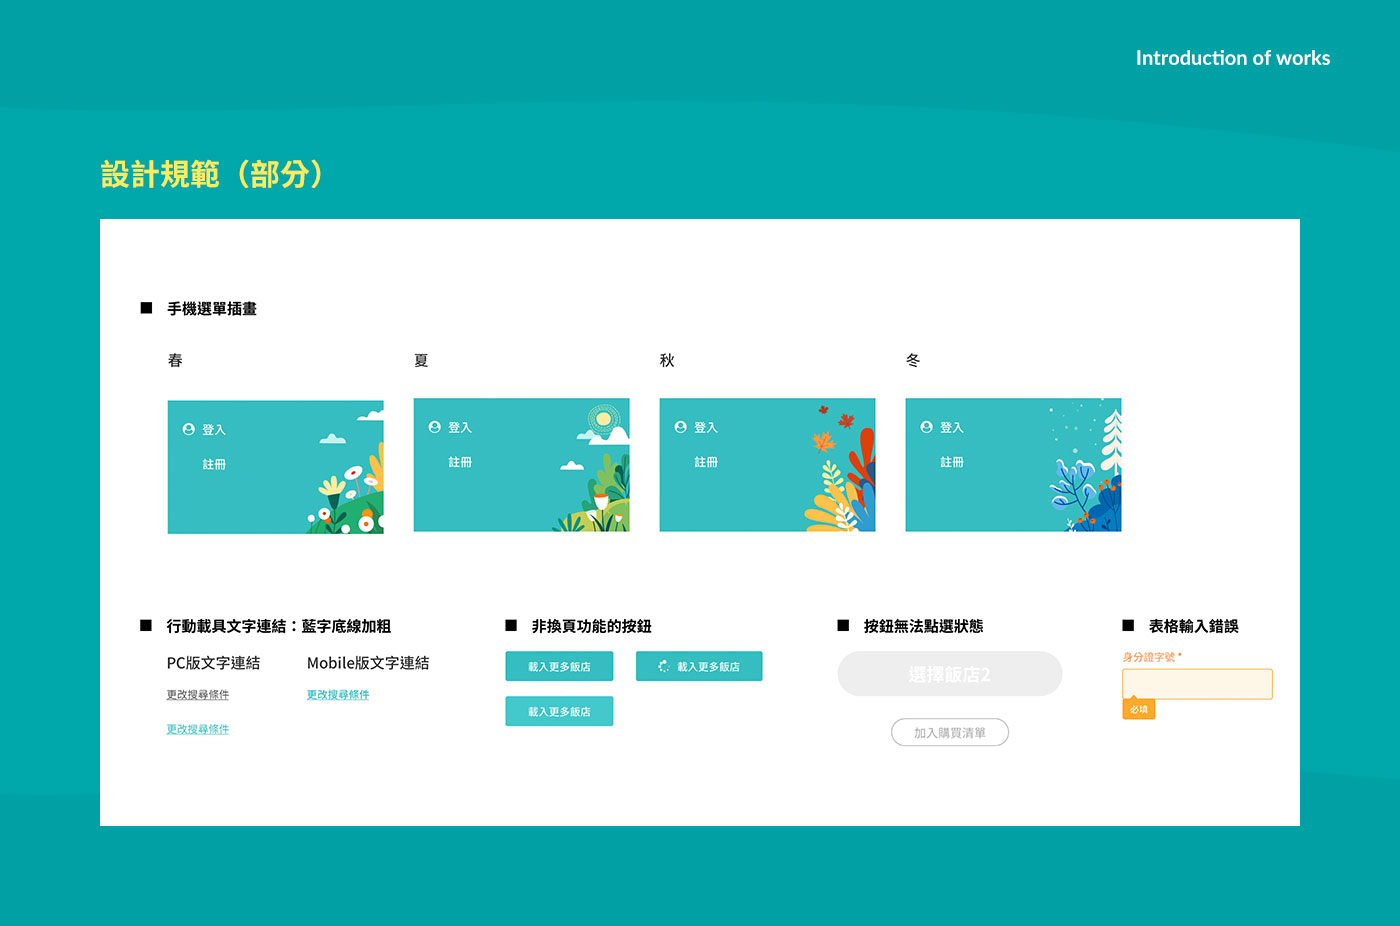 Introduction of works
設計規範（部分）
■ 手機選單插畫
春
夏
秋
冬
登入
註冊
登入
註冊
登入
註冊
登入
註冊
■ 行動載具文字連結：藍字底線加粗
PC版文字連結
Mobile版文字連結
更改搜尋條件
更改搜尋條件
更改搜尋條件
■ 非換頁功能的按鈕
載入更多飯店
載入更多飯店
載入更多飯店
■ 按鈕無法點選狀態
選擇飯店2
加入購買清單
■ 表格輸入錯誤
身分證字號 *
必填